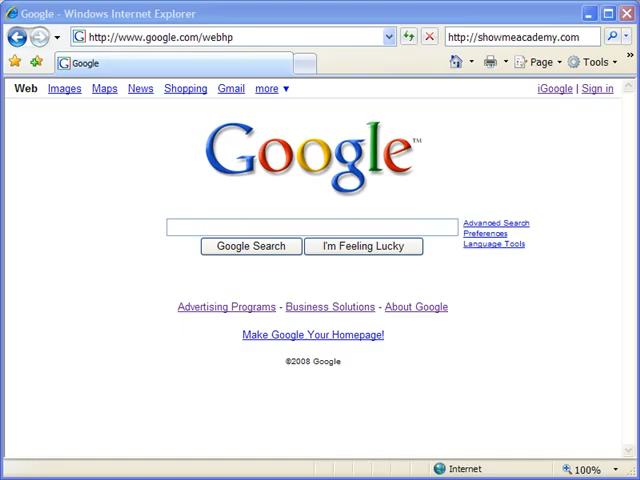 Google - Windows Internet Explorer
http://www.google.com/webhp
http://showmeacademy.com
Google
Page
Tools
Web Images Maps News Shopping Gmail more ▼
iGoogle | Sign in
Google™
Advanced Search
Preferences
Language Tools
Google Search
I'm Feeling Lucky
Advertising Programs - Business Solutions - About Google
Make Google Your Homepage!
©2008 Google
Internet
100%